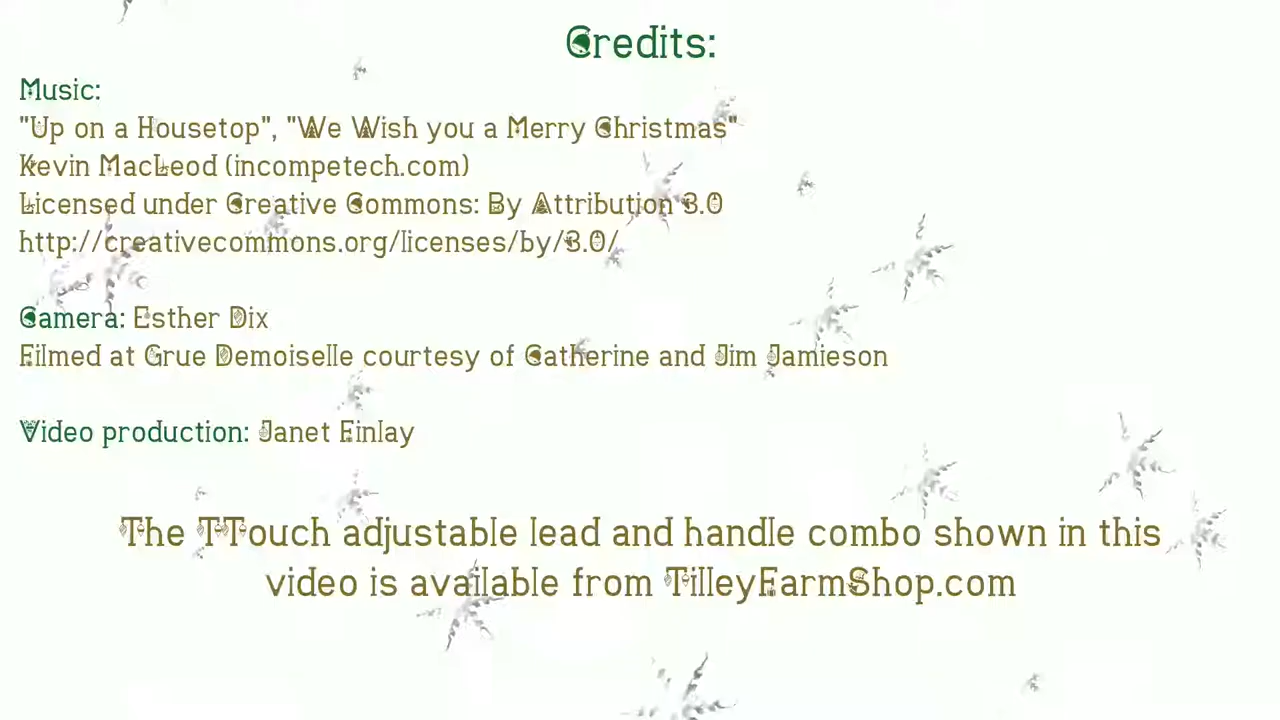 Credits:
Music:
"Up on a Housetop", "We Wish you a Merry Christmas"
Kevin MacLeod (incompetech.com)
Licensed under Creative Commons: By Attribution 3.0
http://creativecommons.org/licenses/by/3.0/
Camera: Esther Dix
Filmed at Grue Demoiselle courtesy of Catherine and Jim Jamieson
Video production: Janet Finlay
The TTouch adjustable lead and handle combo shown in this
video is available from TilleyFarmShop.com